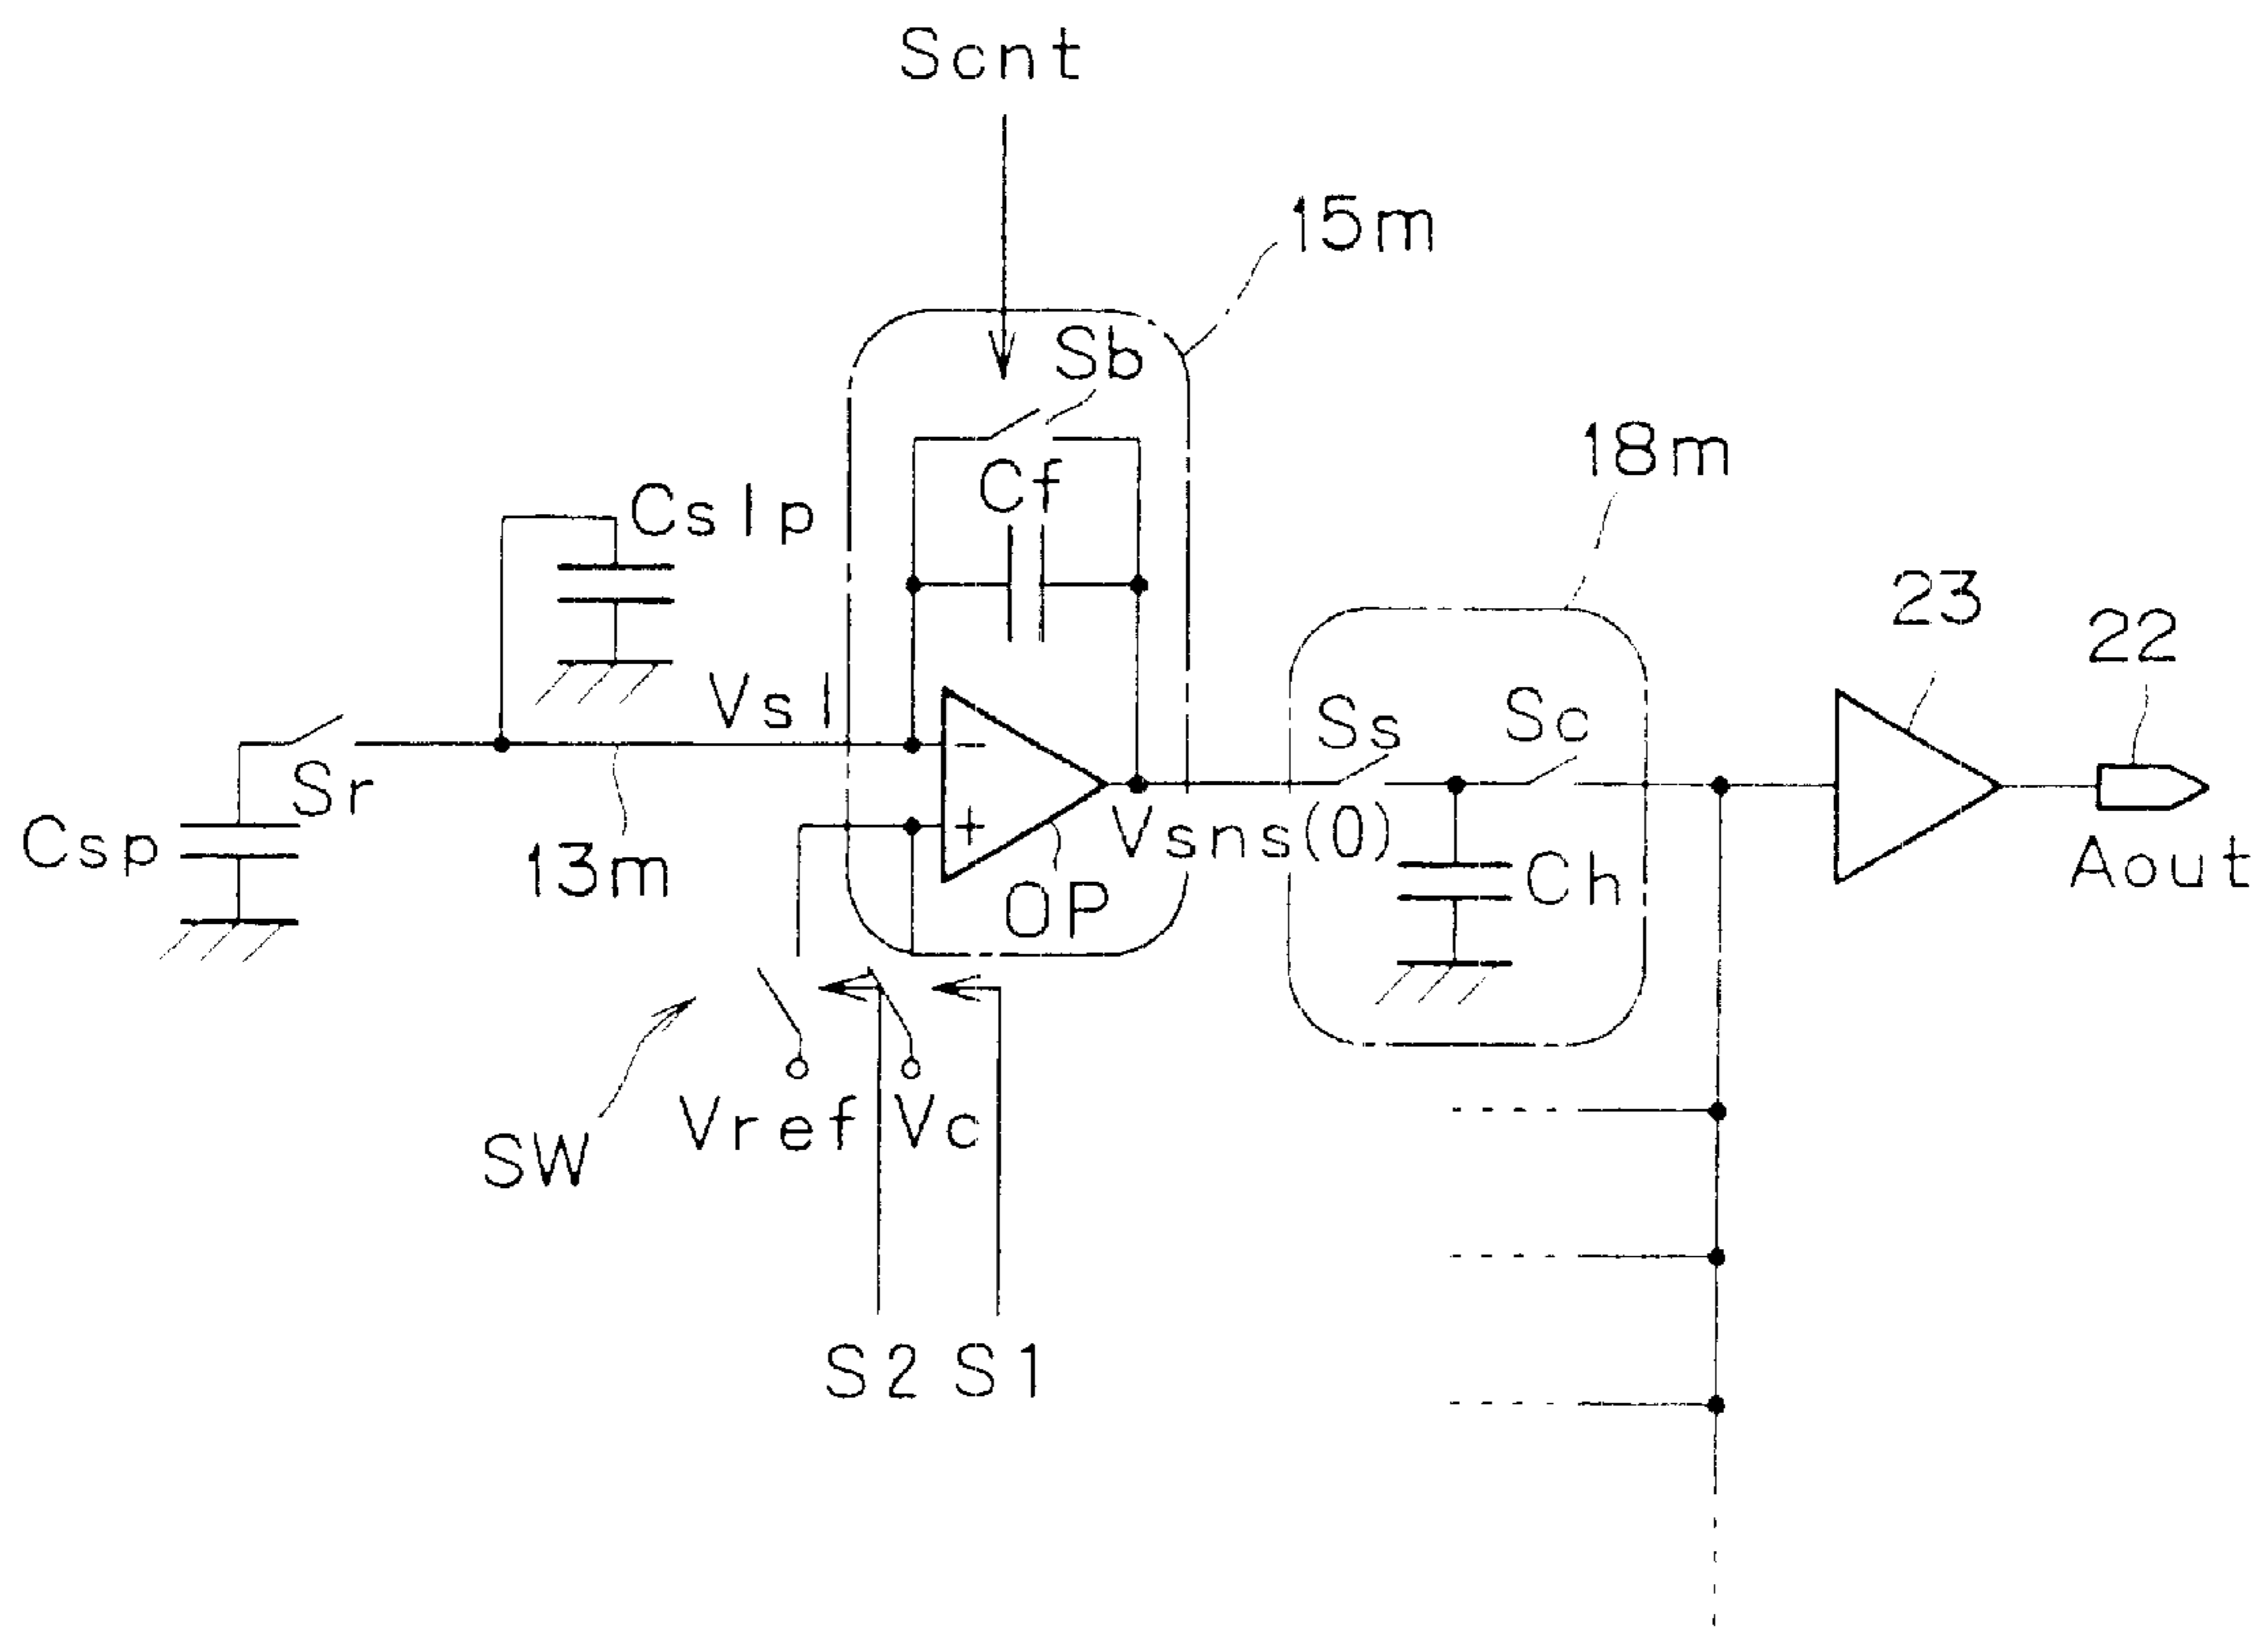 Scnt
15m
Sb
18m
Cf
Cslp
23
22
Vsl
Ss
Sc
Sr
Csp
13m
Vsns(0)
OP
Ch
Aout
−
+
SW
Vref
Vc
S2
S1